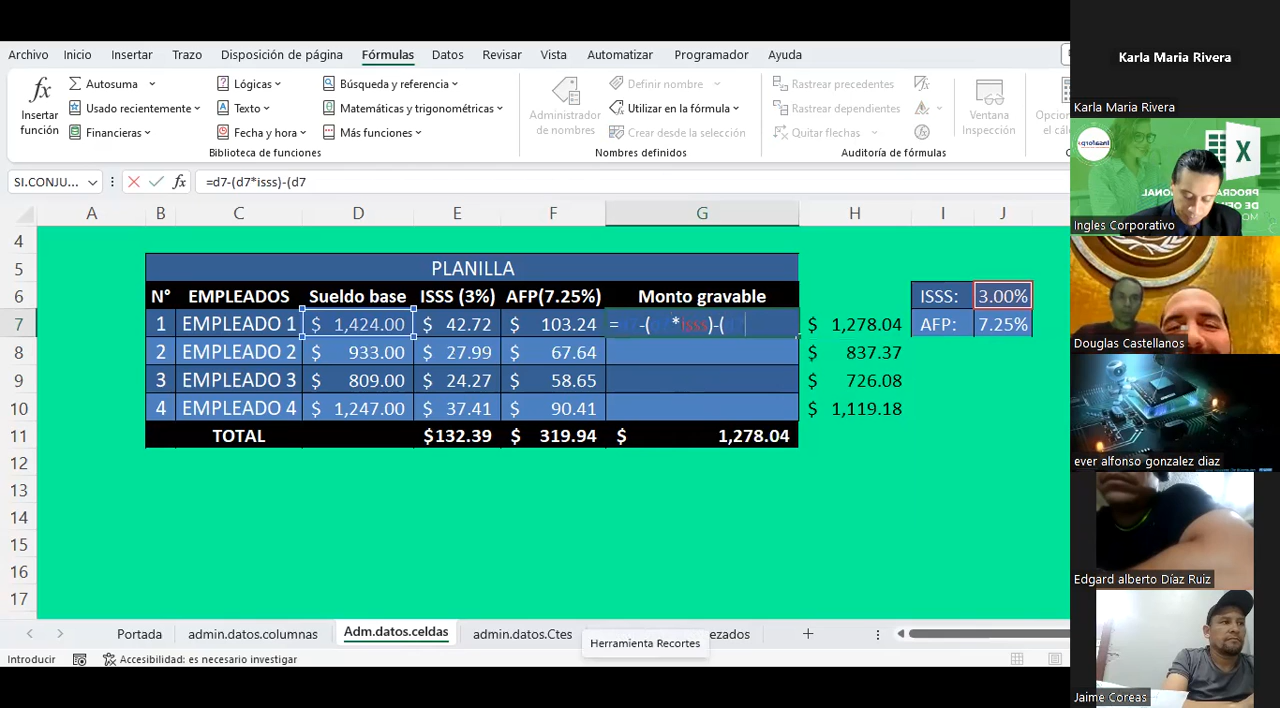 Archivo Inicio Insertar Trazo Disposición de página Fórmulas Datos Revisar Vista Automatizar Programador Ayuda
fx Insertar función
Autosuma
Usado recientemente
Financieras
Lógicas
Texto
Fecha y hora
Búsqueda y referencia
Matemáticas y trigonométricas
Más funciones
Biblioteca de funciones
Administrador de nombres
Definir nombre
Utilizar en la fórmula
Crear desde la selección
Nombres definidos
Rastrear precedentes
Rastrear dependientes
Quitar flechas
Auditoría de fórmulas
Ventana Inspección
SI.CONJU... fx =d7-(d7*isss)-(d7
A B C D E F G H I J
4
5 PLANILLA
6 N° EMPLEADOS Sueldo base ISSS (3%) AFP(7.25%) Monto gravable ISSS: 3.00%
7 1 EMPLEADO 1 $ 1,424.00 $ 42.72 $ 103.24 =d7-(d7*isss)-(d7 $ 1,278.04 AFP: 7.25%
8 2 EMPLEADO 2 $ 933.00 $ 27.99 $ 67.64 $ 837.37
9 3 EMPLEADO 3 $ 809.00 $ 24.27 $ 58.65 $ 726.08
10 4 EMPLEADO 4 $ 1,247.00 $ 37.41 $ 90.41 $ 1,119.18
11 TOTAL $132.39 $ 319.94 $ 1,278.04
12
13
14
15
16
17
Portada admin.datos.columnas Adm.datos.celdas admin.datos.Ctes ezados
Herramienta Recortes
Introducir Accesibilidad: es necesario investigar
Karla Maria Rivera
Karla Maria Rivera
X
Ingles Corporativo
Douglas Castellanos
ever alfonso gonzalez diaz
Edgard alberto Díaz Ruiz
Jaime Coreas